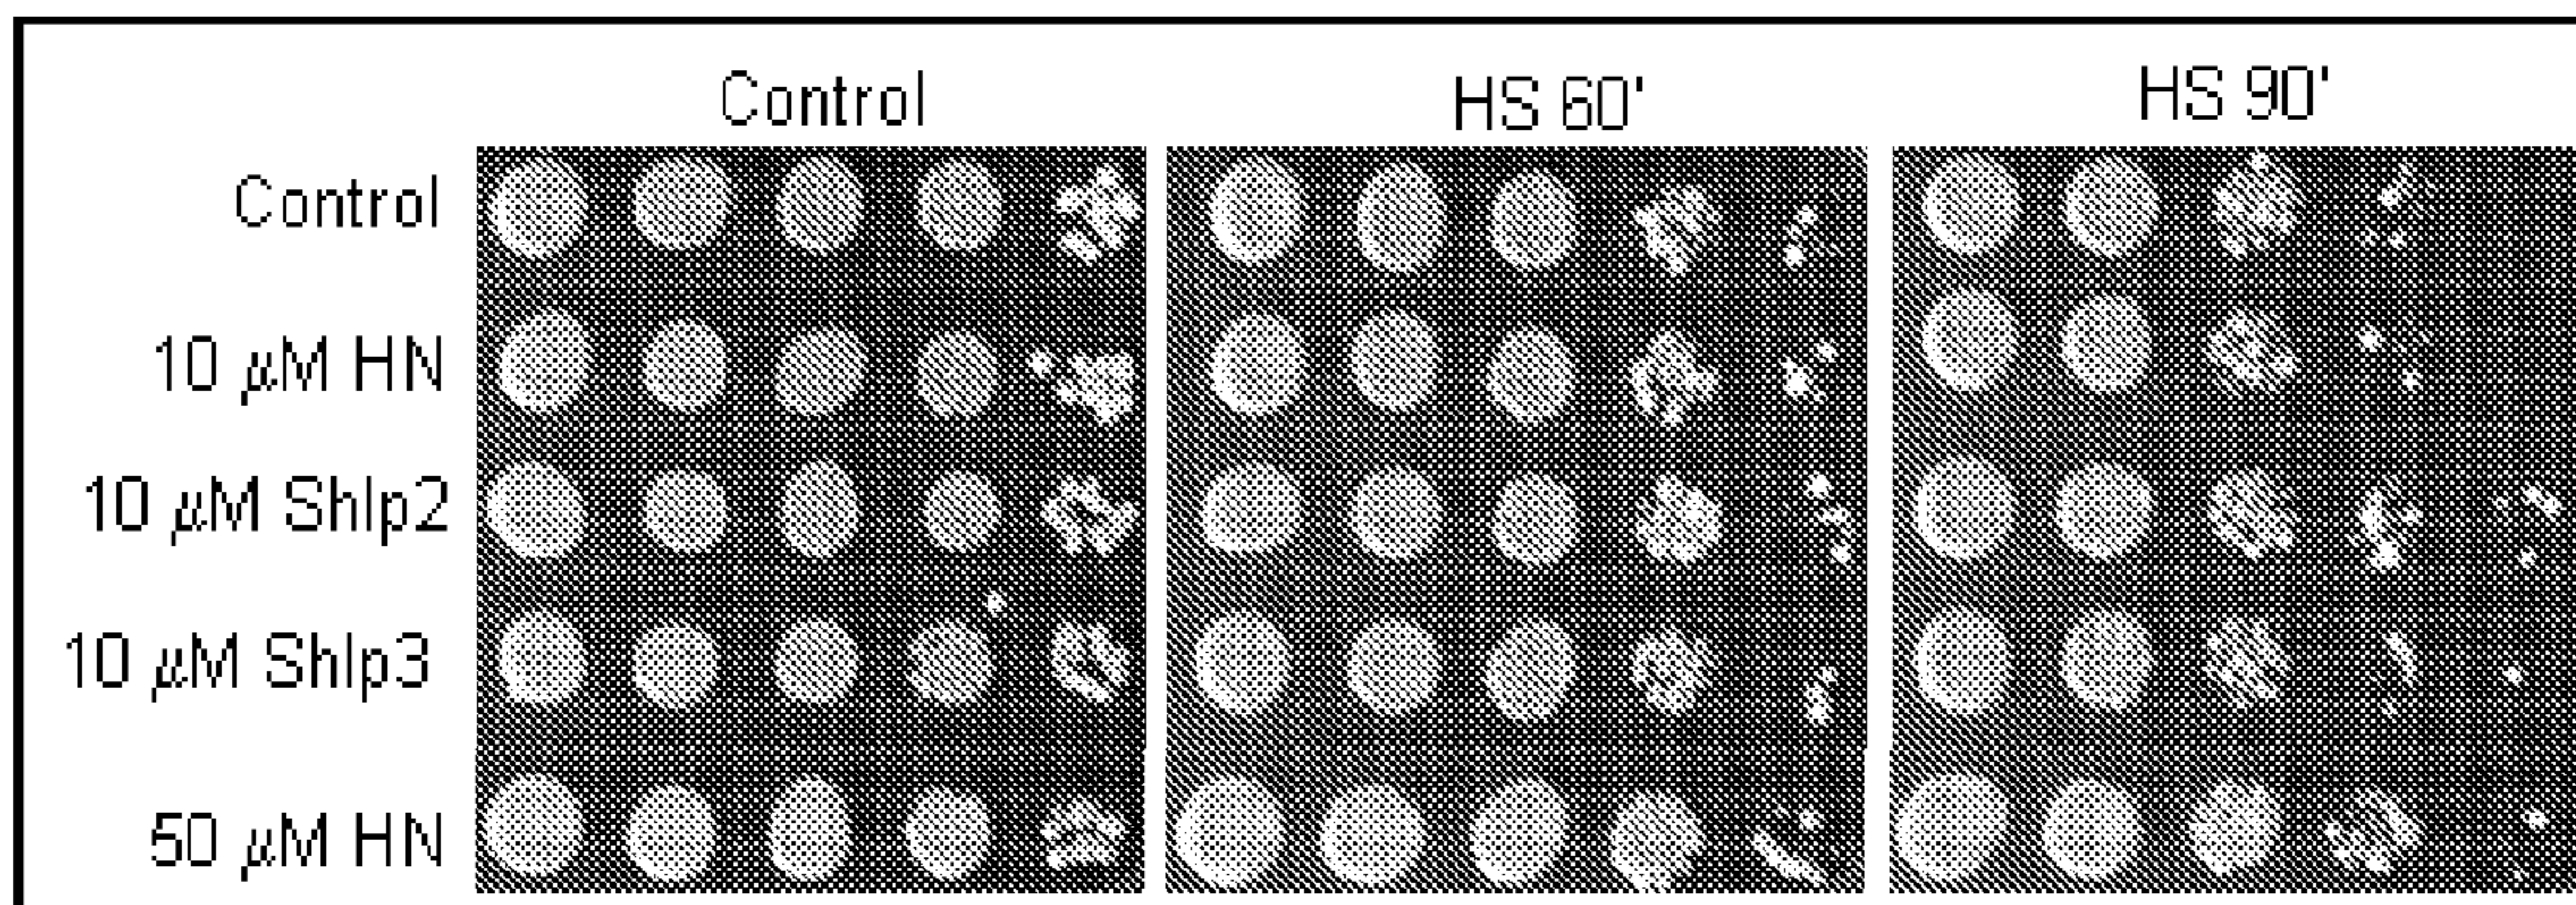 Control HS 60' HS 90'
Control
10 μM HN
10 μM Shlp2
10 μM Shlp3
50 μM HN